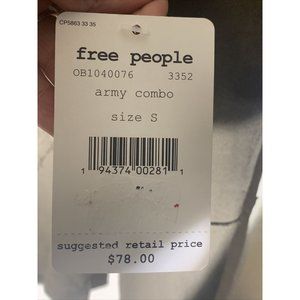 CP5863 33 35
free people
OB1040076 3352
army combo
size S
1 94374 00281 1
suggested retail price
$78.00